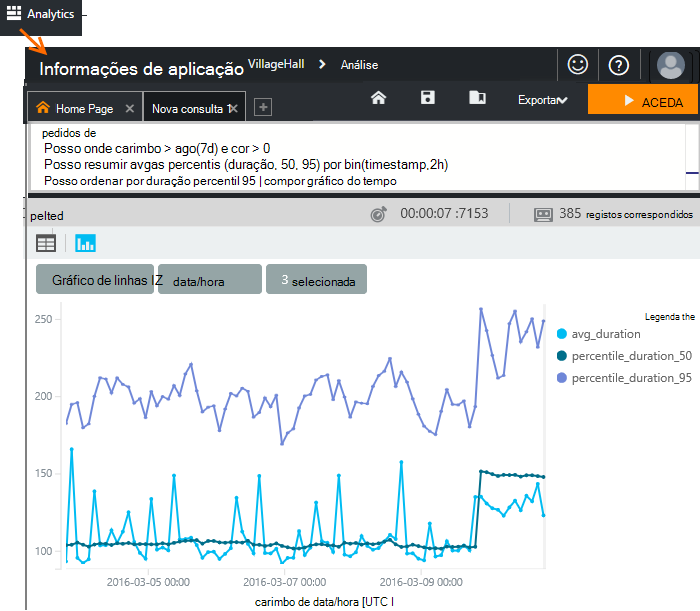 Analytics
Informações de aplicação VillageHall > Análise
Home Page × Nova consulta 1× + Exportar ACEDA
pedidos de
Posso onde carimbo > ago(7d) e cor > 0
Posso resumir avgas percentis (duração, 50, 95) por bin(timestamp,2h)
Posso ordenar por duração percentil 95 | compor gráfico do tempo
pelted 00:00:07 :7153 385 registos correspondidos
Gráfico de linhas IZ data/hora 3 selecionada
Legenda the
avg_duration
percentile_duration_50
percentile_duration_95
250
200
150
100
2016-03-05 00:00 2016-03-07 00:00 2016-03-09 00:00
carimbo de data/hora [UTC I